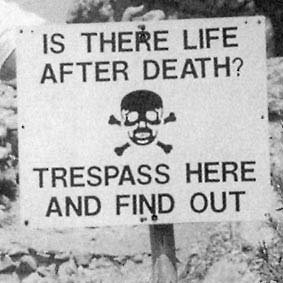 IS THERE LIFE
AFTER DEATH?
TRESPASS HERE
AND FIND OUT